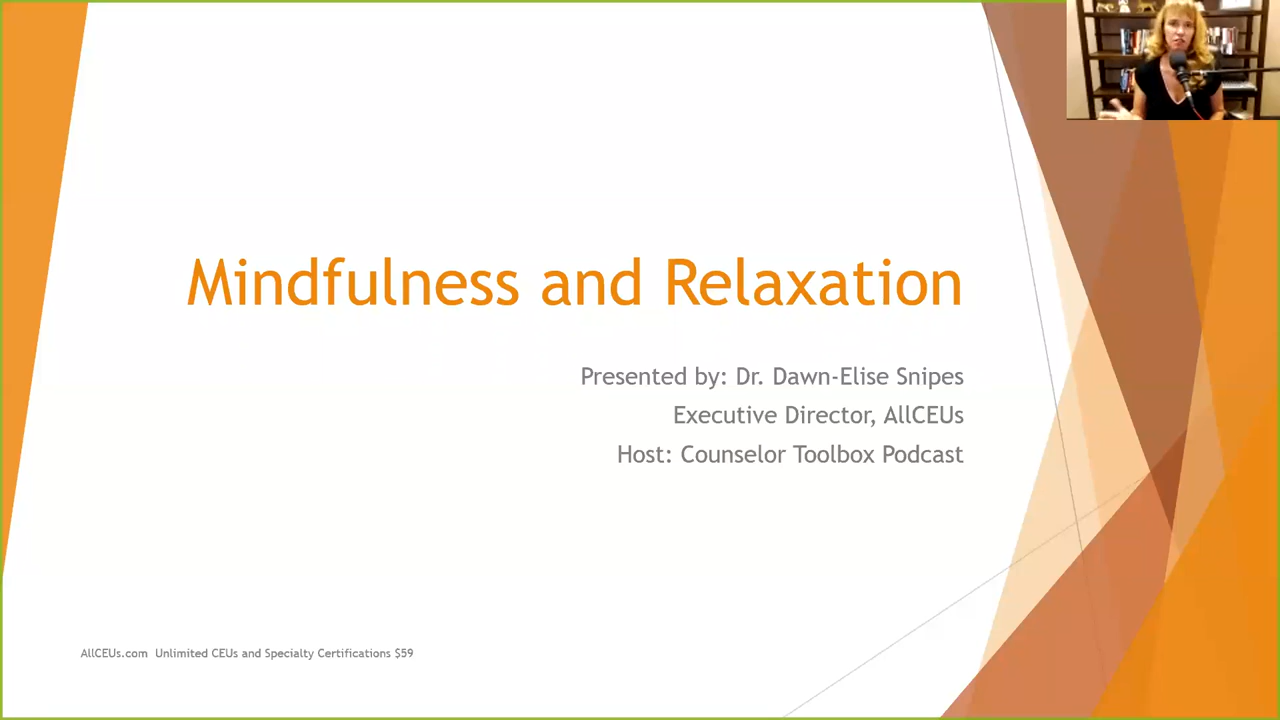 Mindfulness and Relaxation
Presented by: Dr. Dawn-Elise Snipes
Executive Director, AllCEUs
Host: Counselor Toolbox Podcast
AllCEUs.com  Unlimited CEUs and Specialty Certifications $59